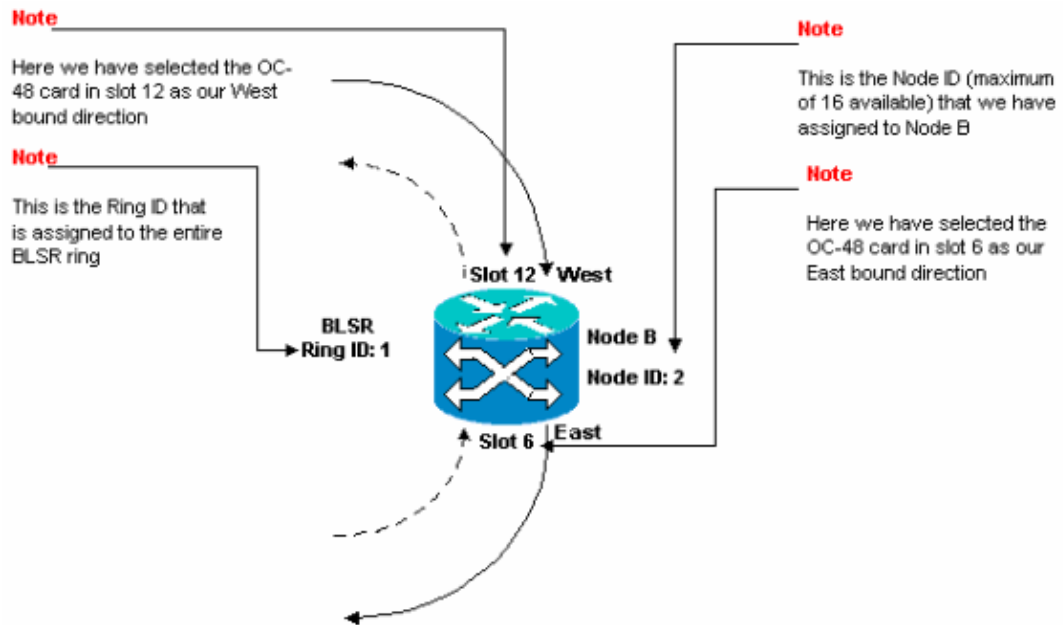 Note
Here we have selected the OC-
48 card in slot 12 as our West
bound direction
Note
This is the Ring ID that
is assigned to the entire
BLSR ring
Note
This is the Node ID (maximum
of 16 available) that we have
assigned to Node B
Note
Here we have selected the
OC-48 card in slot 6 as our
East bound direction
Slot 12 West
BLSR
Ring ID: 1
Node B
Node ID: 2
Slot 6 East